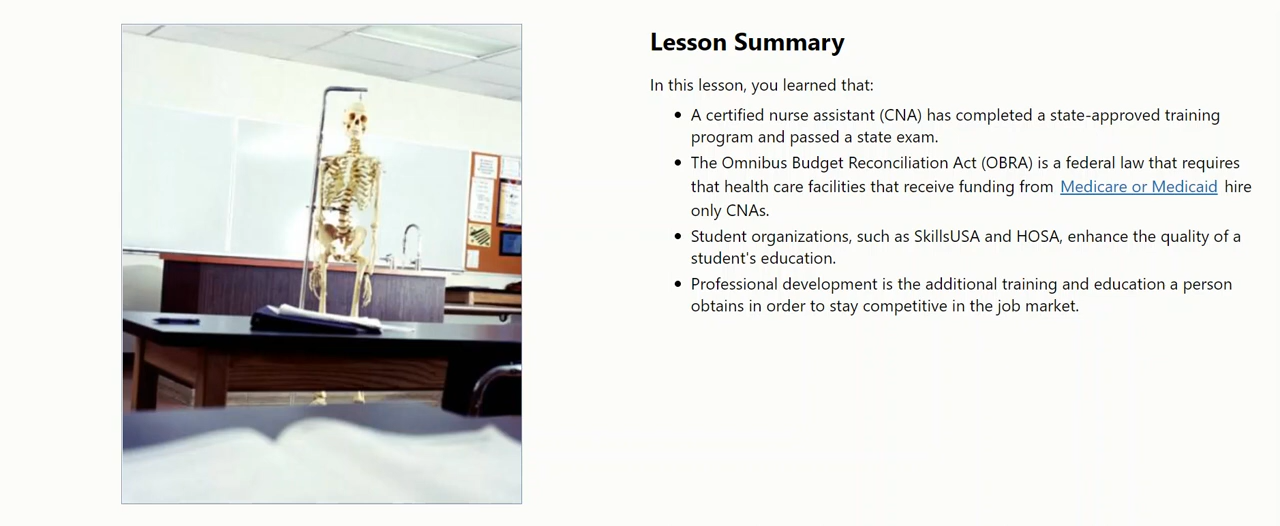 Lesson Summary
In this lesson, you learned that:
• A certified nurse assistant (CNA) has completed a state-approved training
program and passed a state exam.
• The Omnibus Budget Reconciliation Act (OBRA) is a federal law that requires
that health care facilities that receive funding from Medicare or Medicaid hire
only CNAs.
• Student organizations, such as SkillsUSA and HOSA, enhance the quality of a
student's education.
• Professional development is the additional training and education a person
obtains in order to stay competitive in the job market.